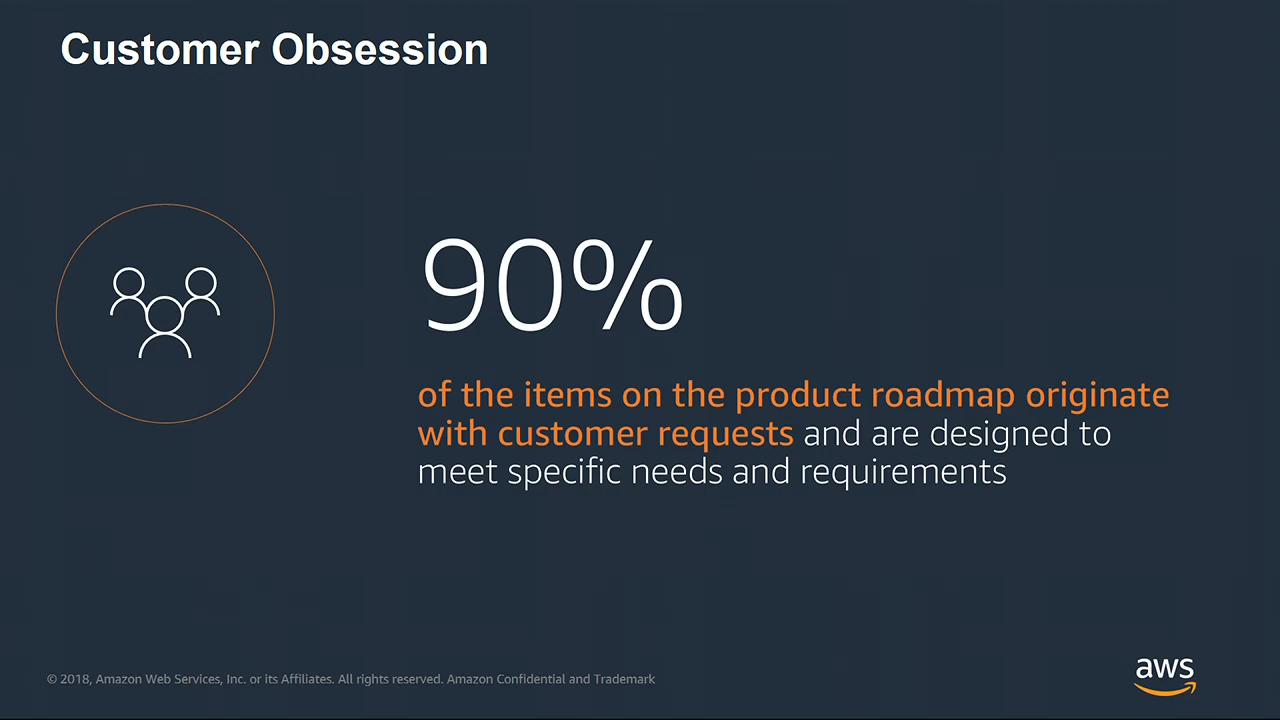 Customer Obsession
90%
of the items on the product roadmap originate
with customer requests and are designed to
meet specific needs and requirements
© 2018, Amazon Web Services, Inc. or its Affiliates. All rights reserved. Amazon Confidential and Trademark
aws